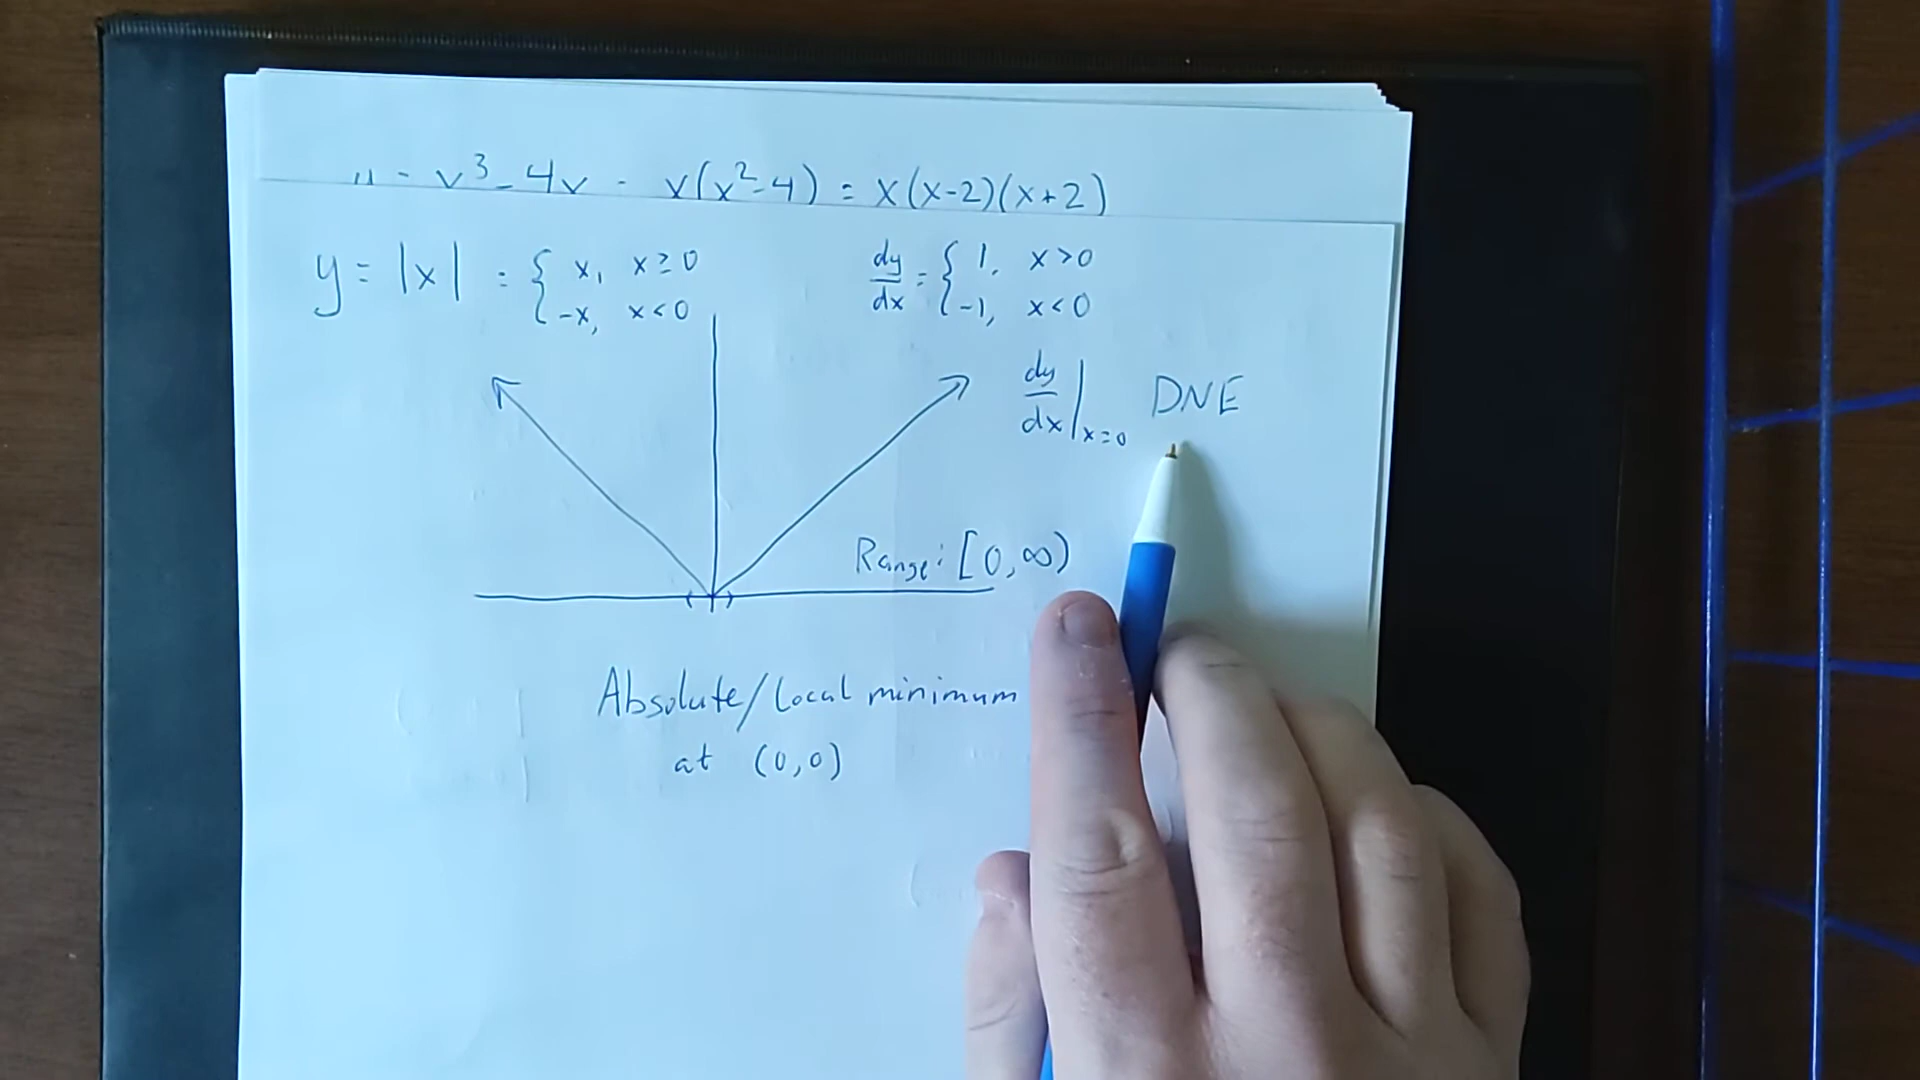 x³-4x = x(x²-4) = x(x-2)(x+2)
y = |x| = { x, x≥0
-x, x<0
dy/dx = { 1, x>0
-1, x<0
dy/dx |x=0 DNE
Range: [0, ∞)
Absolute/Local minimum
at (0,0)